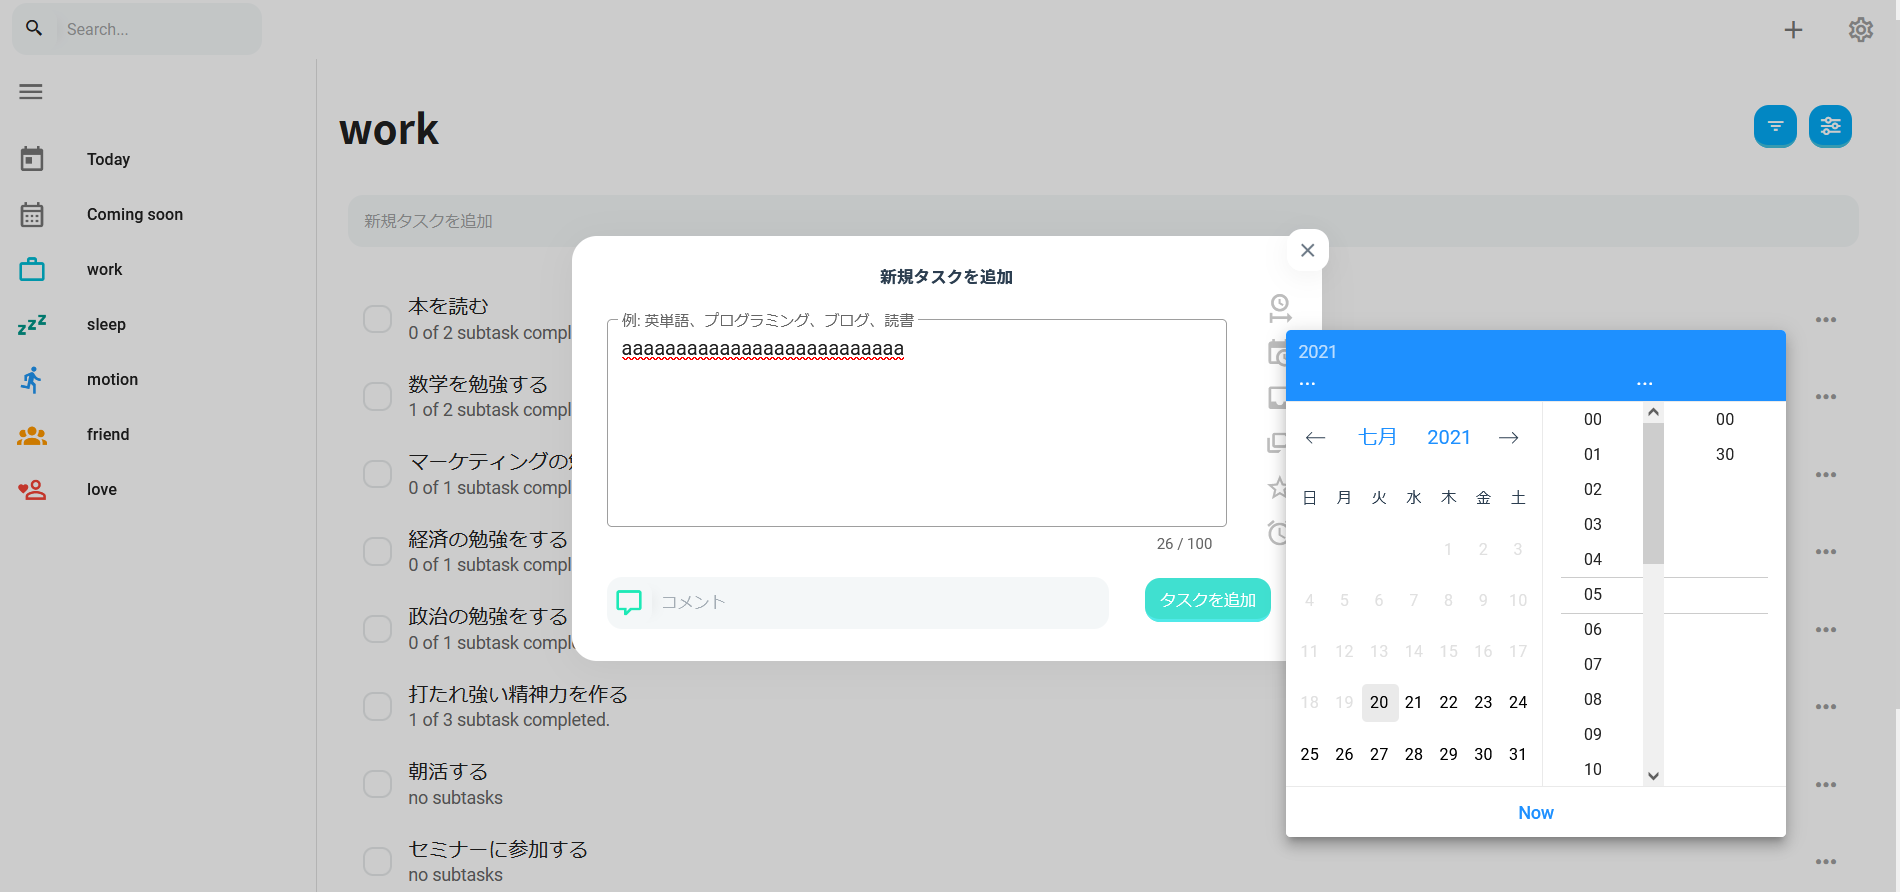 Search...
Today
Coming soon
work
sleep
motion
friend
love
work
新規タスクを追加
本を読む
0 of 2 subtask compl
数学を勉強する
1 of 2 subtask compl
マーケティングの
0 of 1 subtask compl
経済の勉強をする
0 of 1 subtask compl
政治の勉強をする
0 of 1 subtask comple
打たれ強い精神力を作る
1 of 3 subtask completed.
朝活する
no subtasks
セミナーに参加する
no subtasks
新規タスクを追加
例: 英単語、プログラミング、ブログ、読書
aaaaaaaaaaaaaaaaaaaaaaaaaa
26 / 100
コメント
タスクを追加
2021
... ...
七月 2021
日 月 火 水 木 金 土
1 2 3
4 5 6 7 8 9 10
11 12 13 14 15 16 17
18 19 20 21 22 23 24
25 26 27 28 29 30 31
00 00
01 30
02
03
04
05
06
07
08
09
10
Now